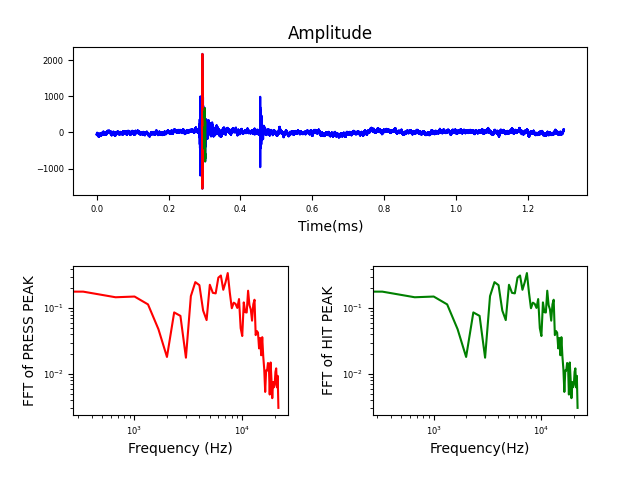 Amplitude
2000
1000
0
−1000
0.0 0.2 0.4 0.6 0.8 1.0 1.2
Time(ms)
FFT of PRESS PEAK
10⁻¹
10⁻²
10³ 10⁴
Frequency (Hz)
FFT of HIT PEAK
10⁻¹
10⁻²
10³ 10⁴
Frequency(Hz)